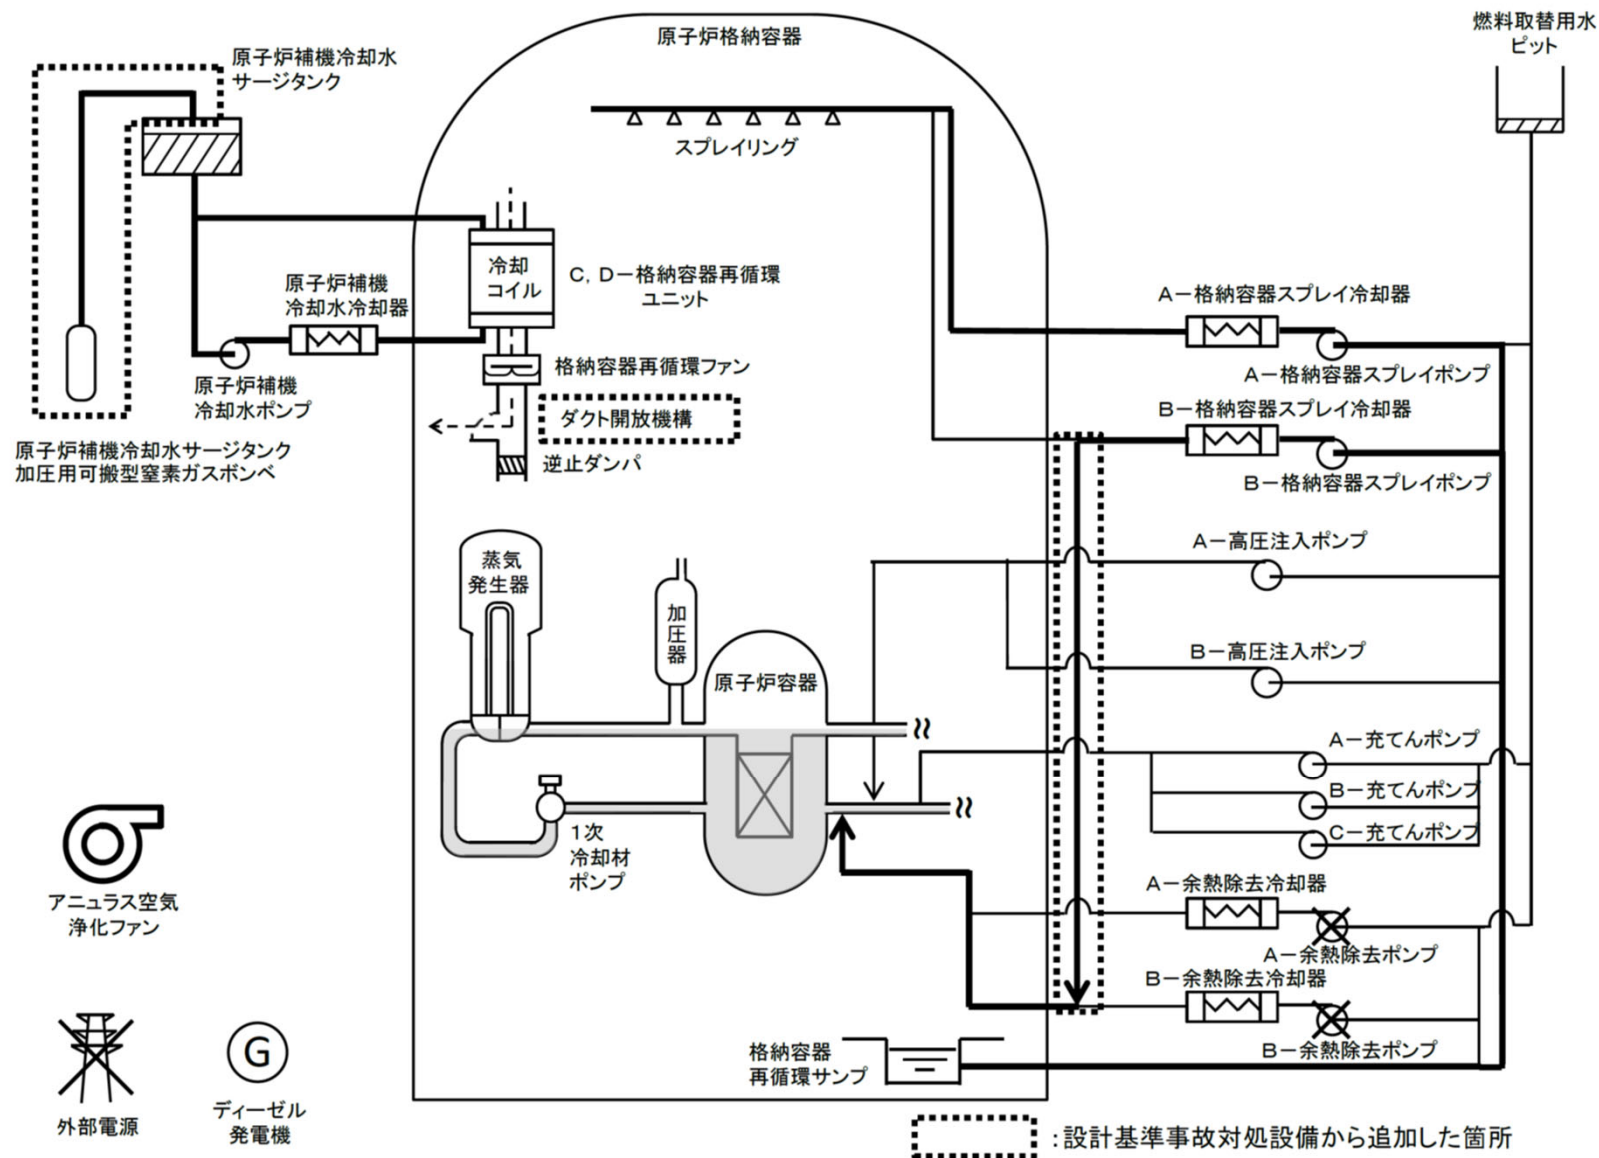 原子炉格納容器
燃料取替用水
ピット
原子炉補機冷却水
サージタンク
スプレイリング
冷却
コイル
C, D－格納容器再循環
ユニット
原子炉補機
冷却水冷却器
A－格納容器スプレイ冷却器
格納容器再循環ファン
A－格納容器スプレイポンプ
原子炉補機
冷却水ポンプ
B－格納容器スプレイ冷却器
ダクト開放機構
原子炉補機冷却水サージタンク
加圧用可搬型窒素ガスボンベ
逆止ダンパ
B－格納容器スプレイポンプ
A－高圧注入ポンプ
蒸気
発生器
加
圧
器
B－高圧注入ポンプ
原子炉容器
A－充てんポンプ
B－充てんポンプ
C－充てんポンプ
1次
冷却材
ポンプ
A－余熱除去冷却器
アニュラス空気
浄化ファン
A－余熱除去ポンプ
B－余熱除去冷却器
G
格納容器
再循環サンプ
B－余熱除去ポンプ
外部電源
ディーゼル
発電機
：設計基準事故対処設備から追加した箇所